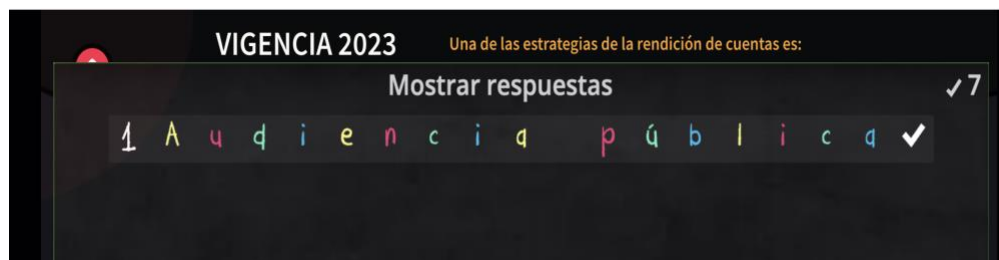 VIGENCIA 2023 Una de las estrategias de la rendición de cuentas es:
Mostrar respuestas ✓7
1 Audiencia pública ✓